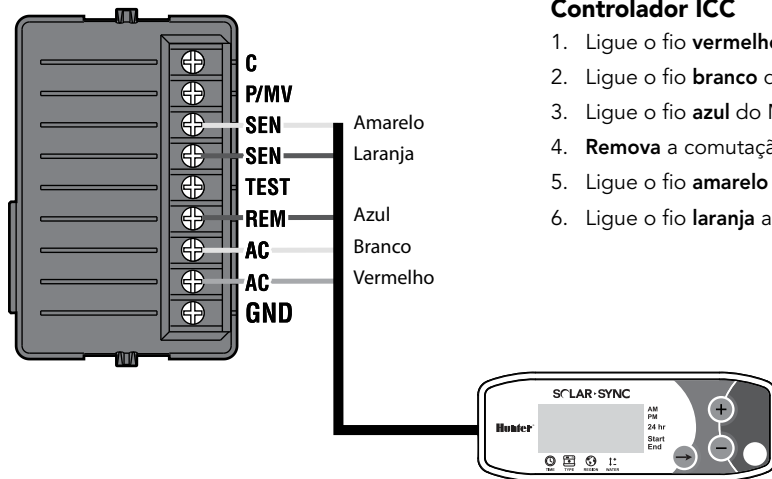 Controlador ICC
1. Ligue o fio vermelho
2. Ligue o fio branco
3. Ligue o fio azul do
4. Remova a comutação
5. Ligue o fio amarelo
6. Ligue o fio laranja a
C
P/MV
SEN Amarelo
SEN Laranja
TEST
REM Azul
AC Branco
AC Vermelho
GND
SOLAR·SYNC
Hunter
AM
PM
24 hr
Start
End
TIME TYPE REGION WATER